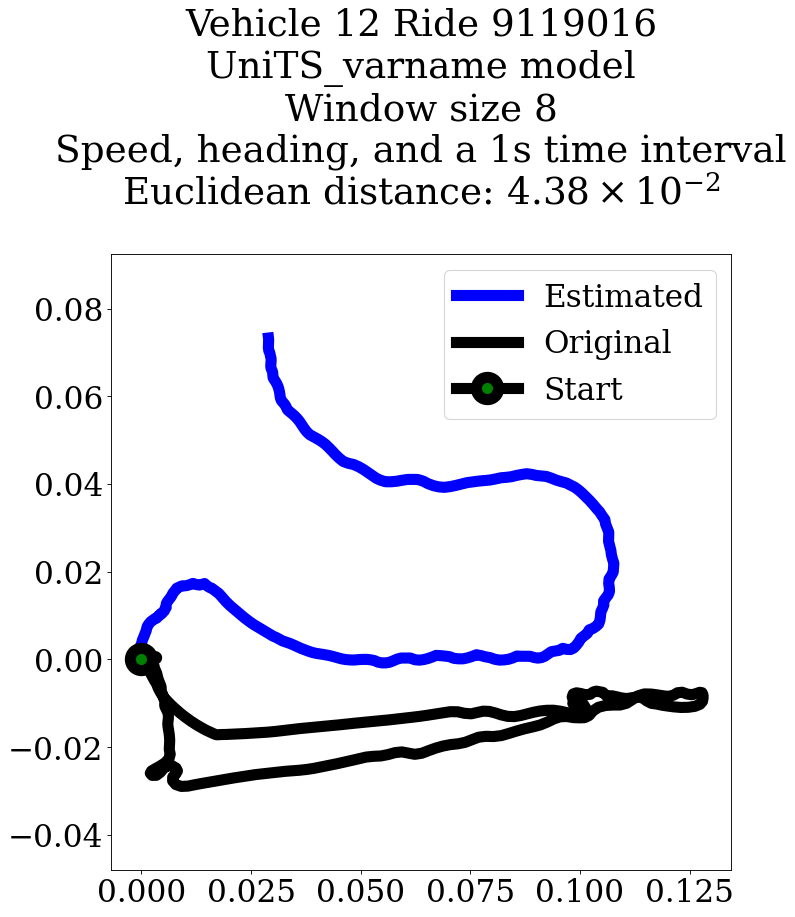 Vehicle 12 Ride 9119016
UniTS_varname model
Window size 8
Speed, heading, and a 1s time interval
Euclidean distance: 4.38 × 10⁻²
Estimated
Original
Start
0.08
0.06
0.04
0.02
0.00
−0.02
−0.04
0.000 0.025 0.050 0.075 0.100 0.125